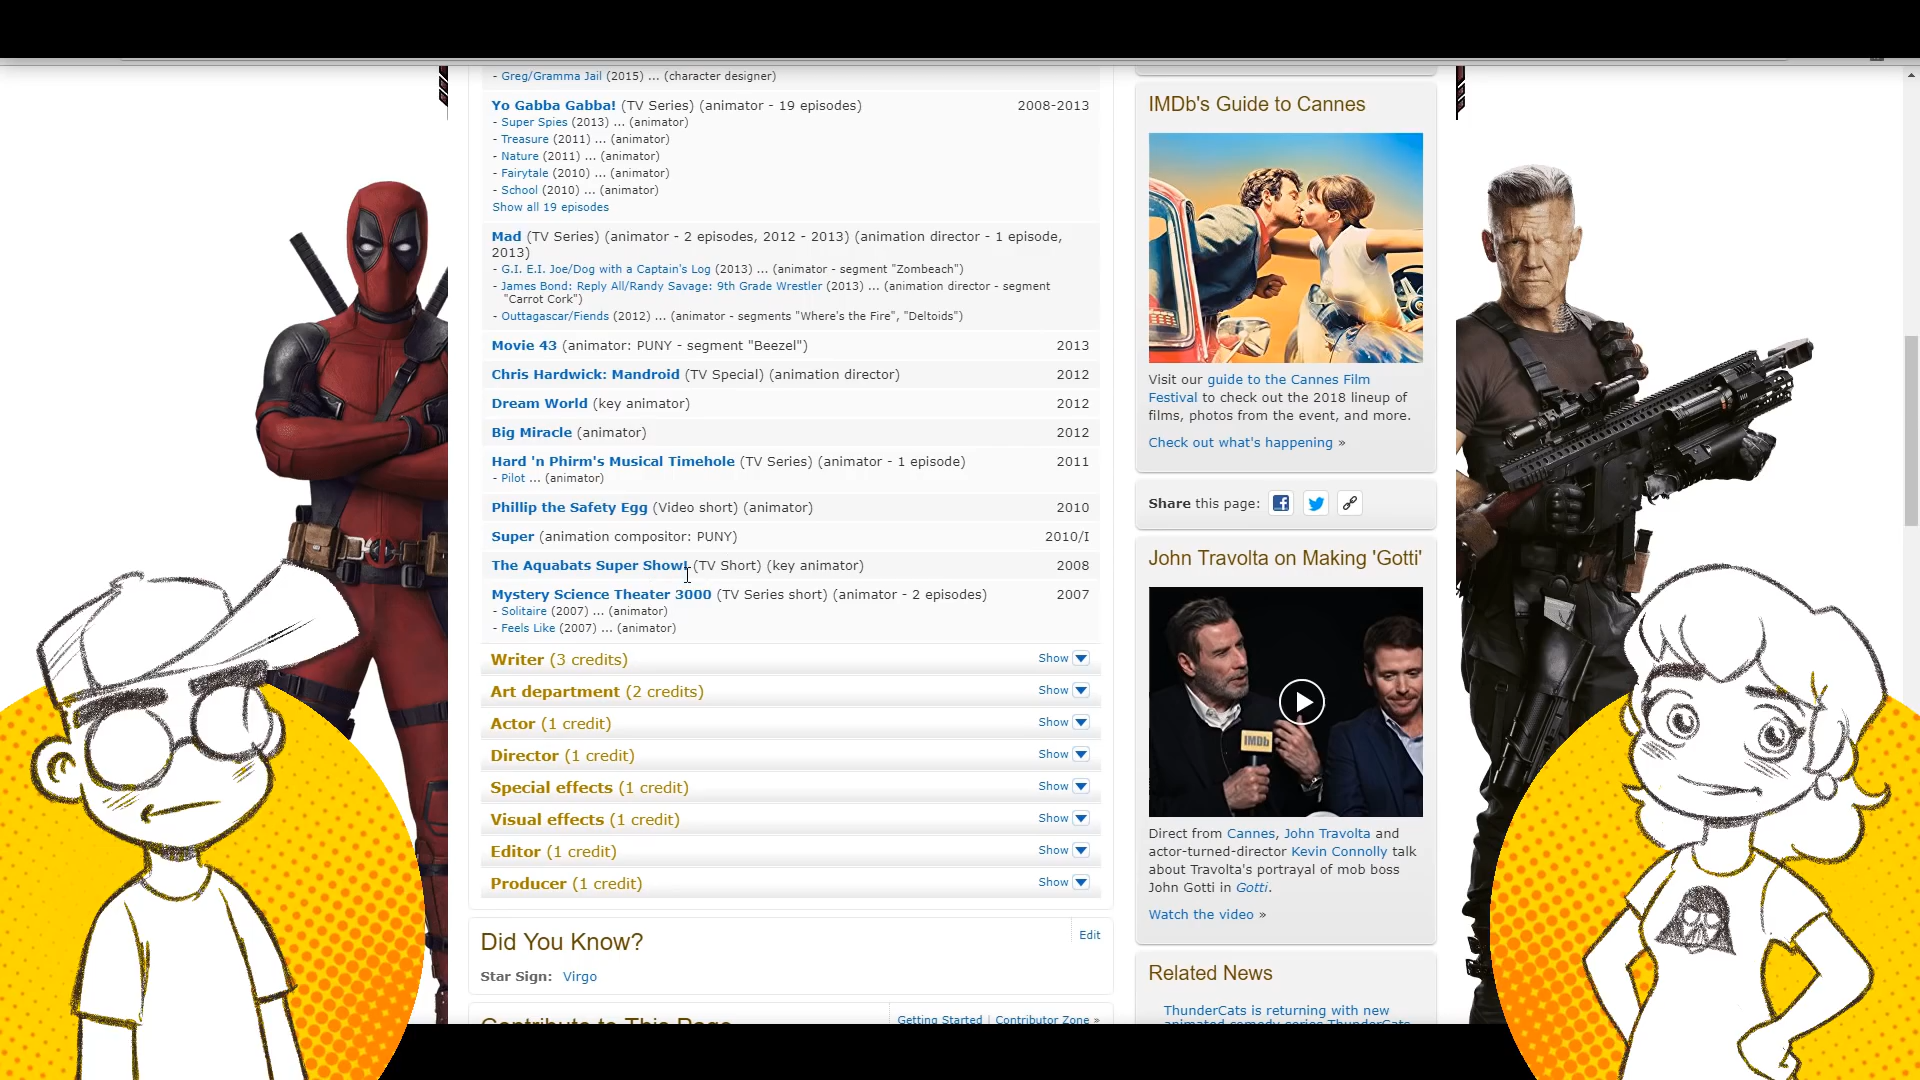 - Greg/Gramma Jail (2015) ... (character designer)
Yo Gabba Gabba! (TV Series) (animator - 19 episodes) 2008-2013
- Super Spies (2013) ... (animator)
- Treasure (2011) ... (animator)
- Nature (2011) ... (animator)
- Fairytale (2010) ... (animator)
- School (2010) ... (animator)
Show all 19 episodes
Mad (TV Series) (animator - 2 episodes, 2012 - 2013) (animation director - 1 episode,
2013)
- G.I. E.I. Joe/Dog with a Captain's Log (2013) ... (animator - segment "Zombeach")
- James Bond: Reply All/Randy Savage: 9th Grade Wrestler (2013) ... (animation director - segment
"Carrot Cork")
- Outtagascar/Fiends (2012) ... (animator - segments "Where's the Fire", "Deltoids")
Movie 43 (animator: PUNY - segment "Beezel") 2013
Chris Hardwick: Mandroid (TV Special) (animation director) 2012
Dream World (key animator) 2012
Big Miracle (animator) 2012
Hard 'n Phirm's Musical Timehole (TV Series) (animator - 1 episode) 2011
- Pilot ... (animator)
Phillip the Safety Egg (Video short) (animator) 2010
Super (animation compositor: PUNY) 2010/I
The Aquabats Super Show! (TV Short) (key animator) 2008
Mystery Science Theater 3000 (TV Series short) (animator - 2 episodes) 2007
- Solitaire (2007) ... (animator)
- Feels Like (2007) ... (animator)
Writer (3 credits) Show
Art department (2 credits) Show
Actor (1 credit) Show
Director (1 credit) Show
Special effects (1 credit) Show
Visual effects (1 credit) Show
Editor (1 credit) Show
Producer (1 credit) Show
Did You Know? Edit
Star Sign: Virgo
Contribute to This Page Getting Started | Contributor Zone »
IMDb's Guide to Cannes
Visit our guide to the Cannes Film
Festival to check out the 2018 lineup of
films, photos from the event, and more.
Check out what's happening »
Share this page:
John Travolta on Making 'Gotti'
IMDb
Direct from Cannes, John Travolta and
actor-turned-director Kevin Connolly talk
about Travolta's portrayal of mob boss
John Gotti in Gotti.
Watch the video »
Related News
ThunderCats is returning with new
animated comedy series ThunderCats